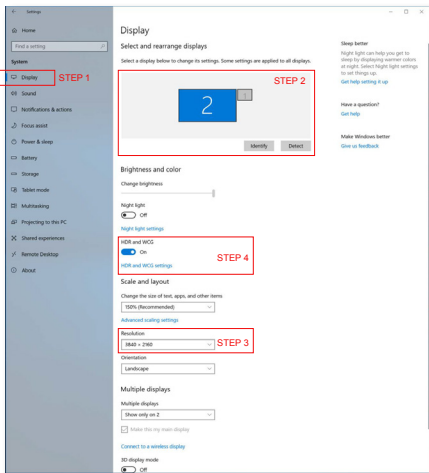 Settings
Home
Find a setting
System
Display
STEP 1
Sound
Notifications & actions
Focus assist
Power & sleep
Battery
Storage
Tablet mode
Multitasking
Projecting to this PC
Shared experiences
Remote Desktop
About
Display
Select and rearrange displays
Select a display below to change its settings. Some settings are applied to all displays.
STEP 2
2
1
Identify
Detect
Brightness and color
Change brightness
Night light
Off
Night light settings
HDR and WCG
On
STEP 4
HDR and WCG settings
Scale and layout
Change the size of text, apps, and other items
150% (Recommended)
Advanced scaling settings
Resolution
3840 × 2160
STEP 3
Orientation
Landscape
Multiple displays
Multiple displays
Show only on 2
Make this my main display
Connect to a wireless display
3D display mode
Off
Sleep better
Night light can help you get to
sleep by displaying warmer colors
at night. Select Night light settings
to set things up.
Get help setting it up
Have a question?
Get help
Make Windows better
Give us feedback